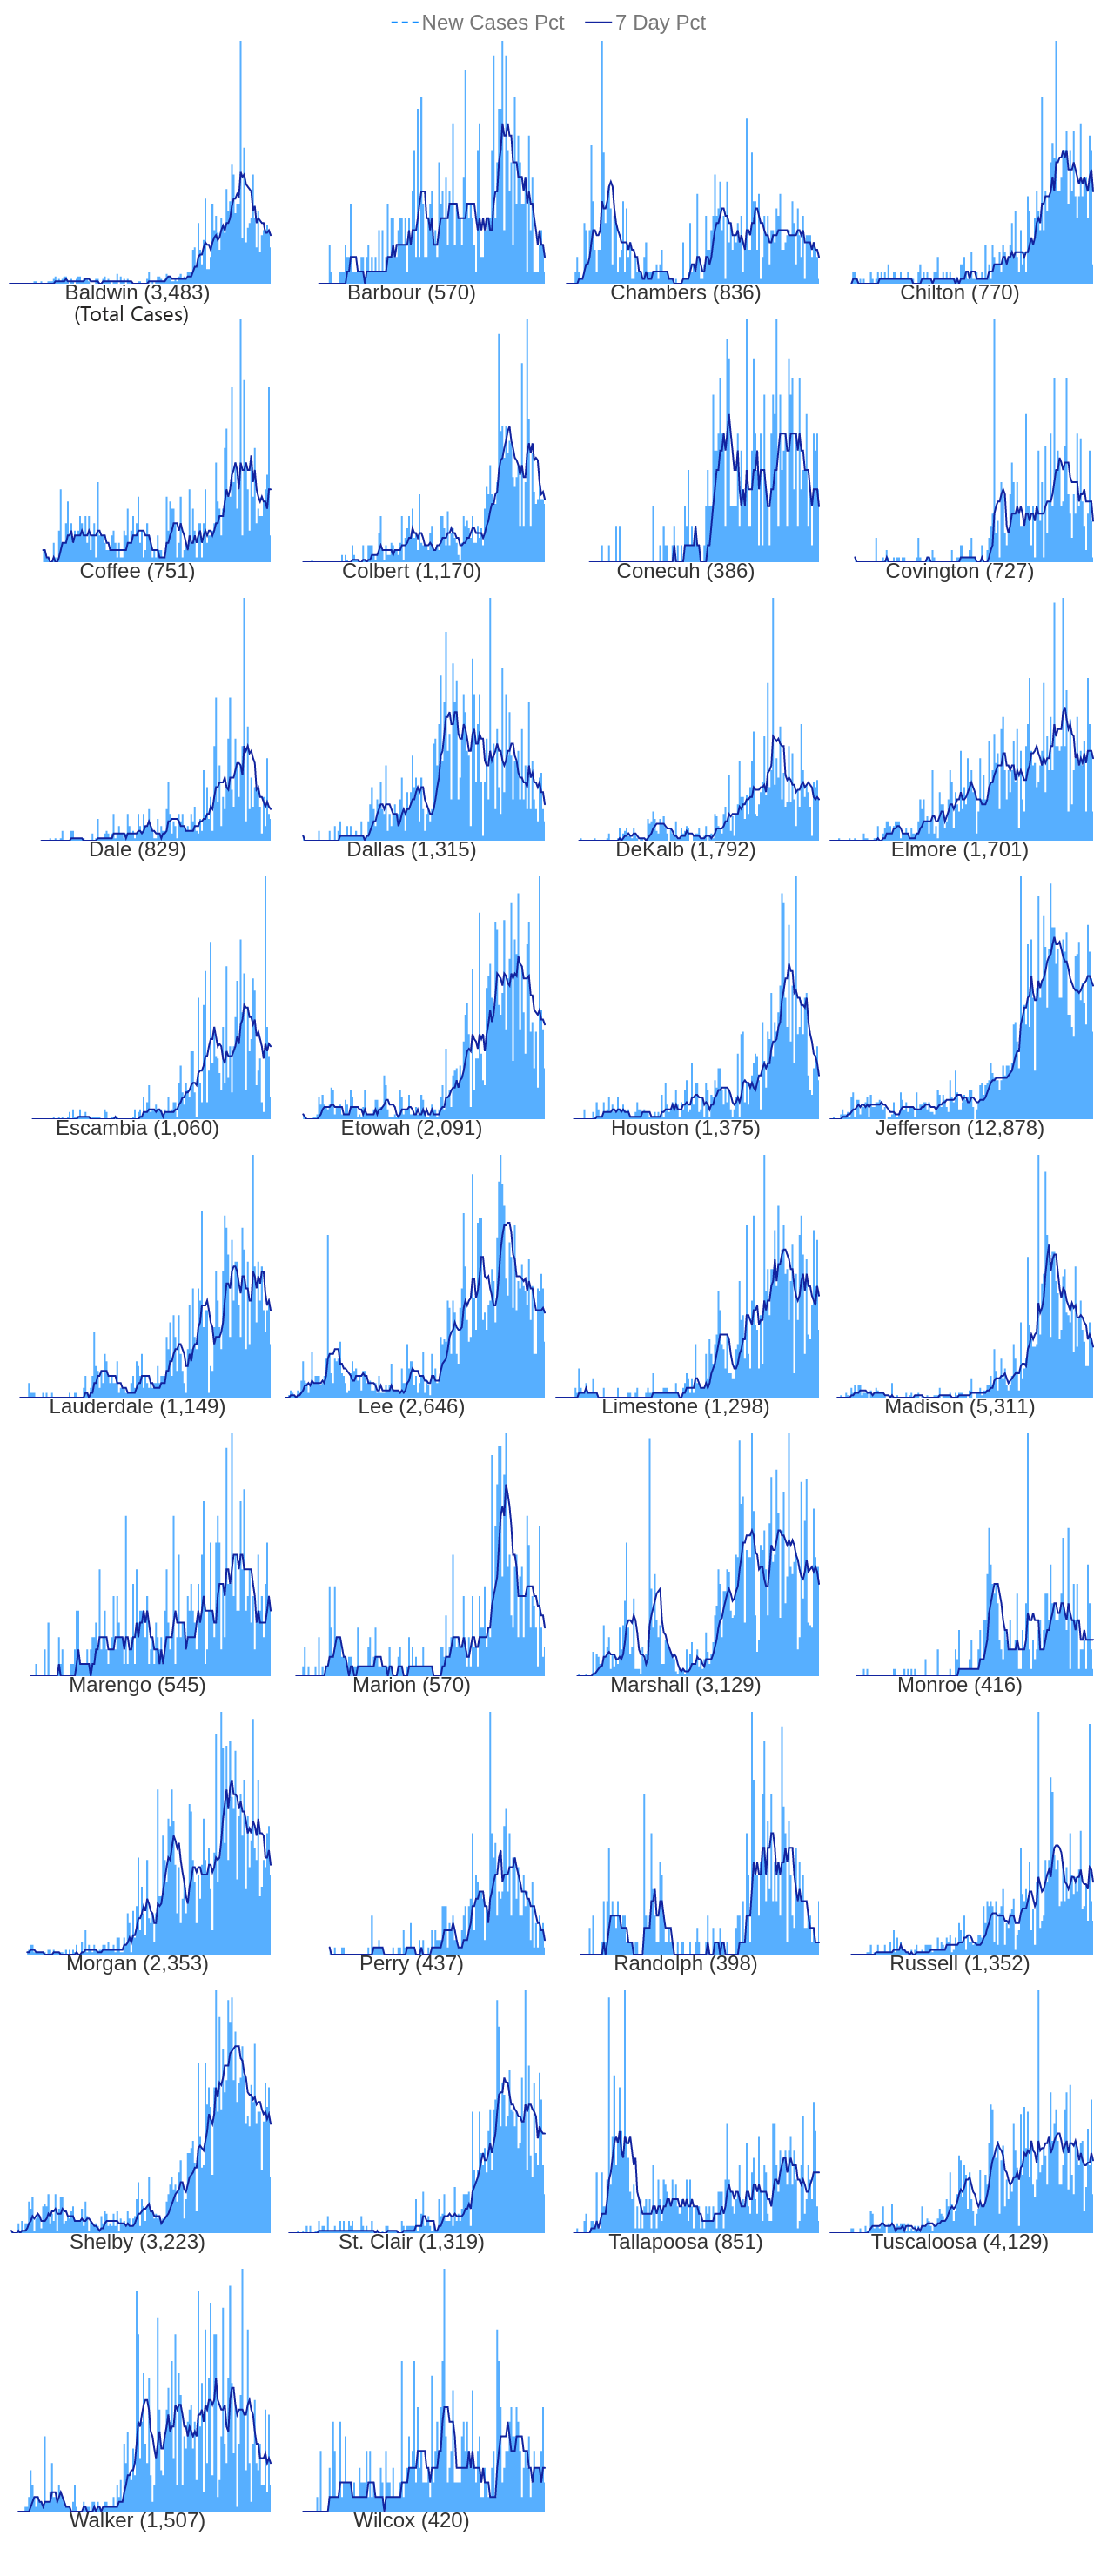 New Cases Pct 7 Day Pct
Baldwin (3,483) Barbour (570) Chambers (836) Chilton (770)
(Total Cases)
Coffee (751) Colbert (1,170) Conecuh (386) Covington (727)
Dale (829) Dallas (1,315) DeKalb (1,792) Elmore (1,701)
Escambia (1,060) Etowah (2,091) Houston (1,375) Jefferson (12,878)
Lauderdale (1,149) Lee (2,646) Limestone (1,298) Madison (5,311)
Marengo (545) Marion (570) Marshall (3,129) Monroe (416)
Morgan (2,353) Perry (437) Randolph (398) Russell (1,352)
Shelby (3,223) St. Clair (1,319) Tallapoosa (851) Tuscaloosa (4,129)
Walker (1,507) Wilcox (420)